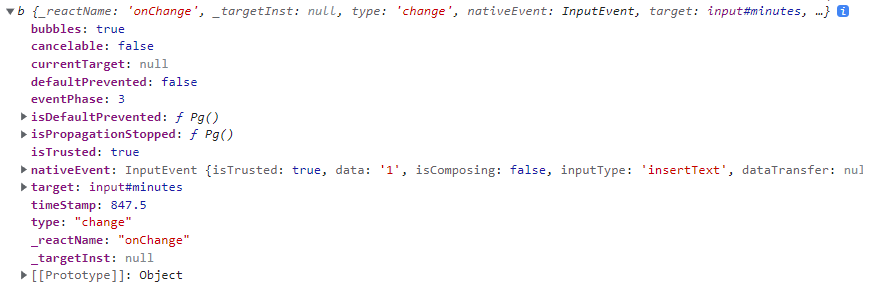 b {_reactName: 'onChange', _targetInst: null, type: 'change', nativeEvent: InputEvent, target: input#minutes, …} i
bubbles: true
cancelable: false
currentTarget: null
defaultPrevented: false
eventPhase: 3
isDefaultPrevented: ƒ Pg()
isPropagationStopped: ƒ Pg()
isTrusted: true
nativeEvent: InputEvent {isTrusted: true, data: '1', isComposing: false, inputType: 'insertText', dataTransfer: nul
target: input#minutes
timeStamp: 847.5
type: "change"
_reactName: "onChange"
_targetInst: null
[[Prototype]]: Object